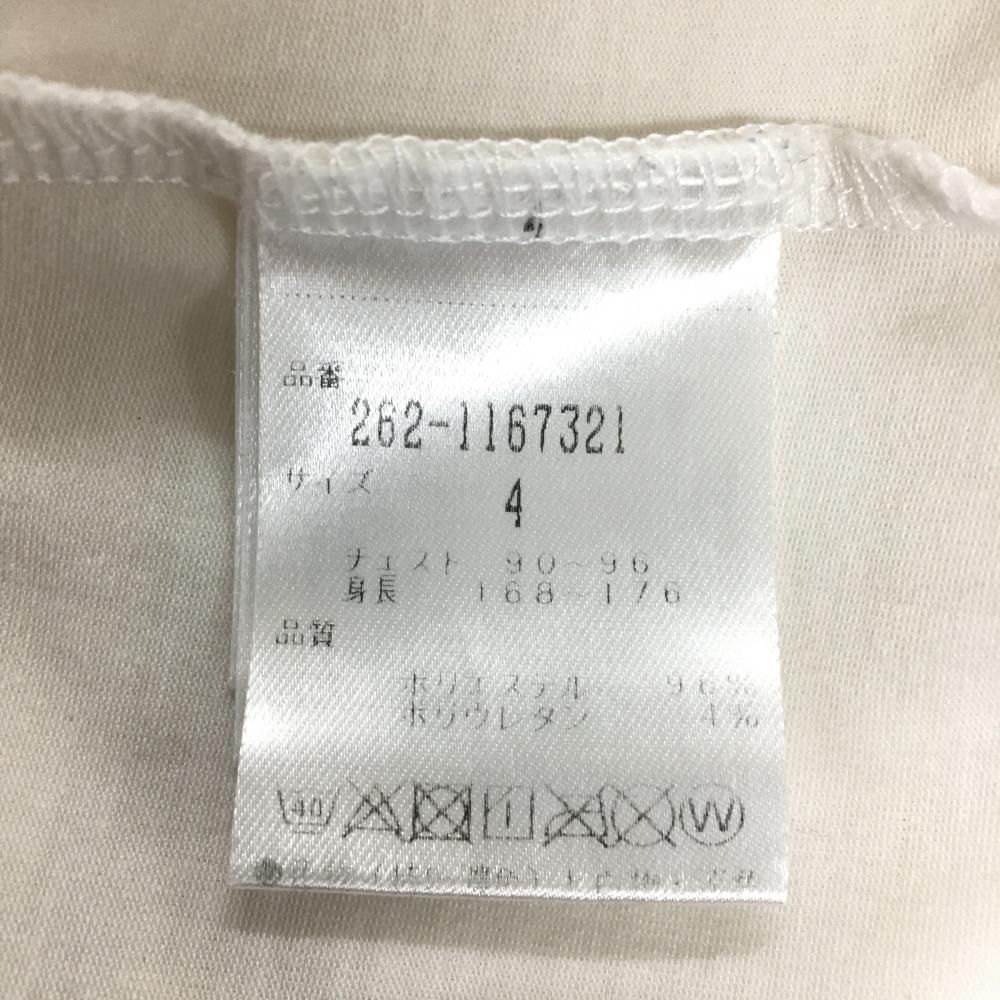 品番
262-1167321
サイズ
4
チェスト 90~96
身長 168~176
品質
ポリエステル 96%
ポリウレタン 4%
40 W